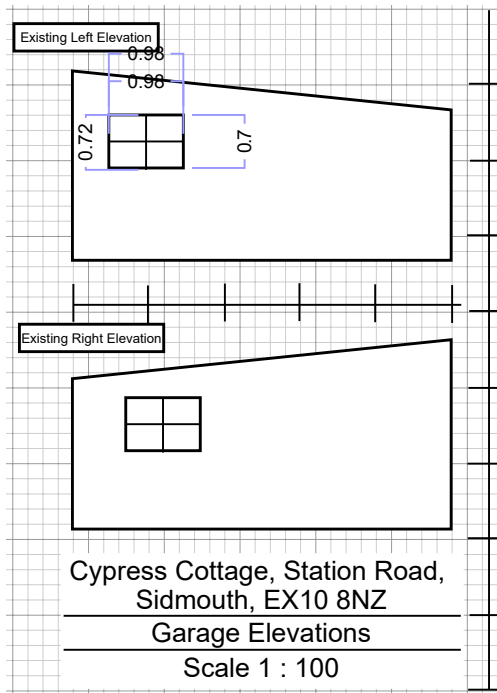 Existing Left Elevation
0.98
0.98
0.72
0.7
Existing Right Elevation
Cypress Cottage, Station Road,
Sidmouth, EX10 8NZ
Garage Elevations
Scale 1 : 100